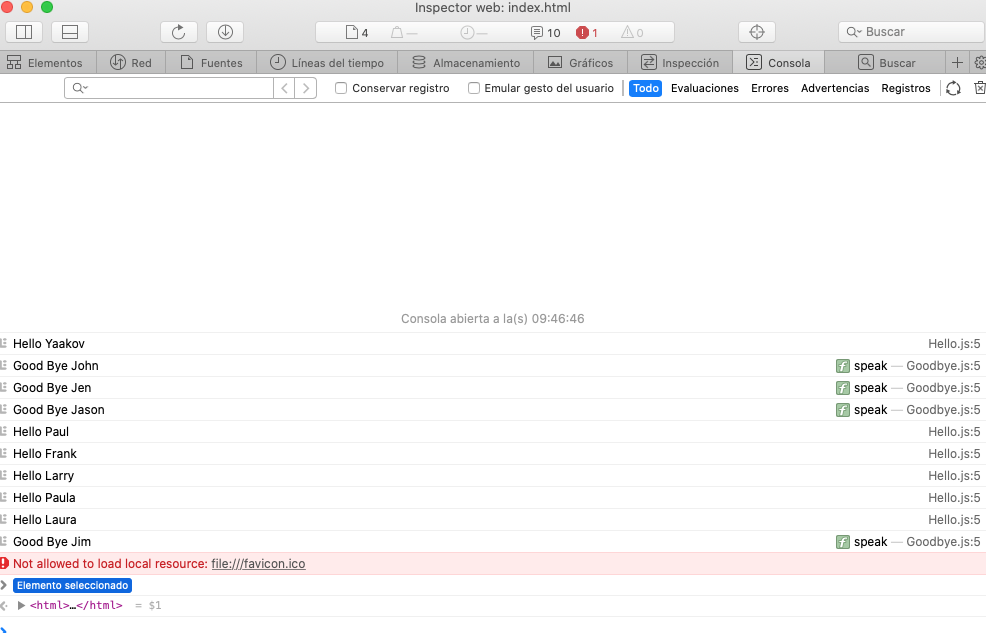 Inspector web: index.html
4 — — 10 1 0 Buscar
Elementos Red Fuentes Líneas del tiempo Almacenamiento Gráficos Inspección Consola Buscar
Conservar registro Emular gesto del usuario Todo Evaluaciones Errores Advertencias Registros
Consola abierta a la(s) 09:46:46
Hello Yaakov Hello.js:5
Good Bye John f speak — Goodbye.js:5
Good Bye Jen f speak — Goodbye.js:5
Good Bye Jason f speak — Goodbye.js:5
Hello Paul Hello.js:5
Hello Frank Hello.js:5
Hello Larry Hello.js:5
Hello Paula Hello.js:5
Hello Laura Hello.js:5
Good Bye Jim f speak — Goodbye.js:5
Not allowed to load local resource: file:///favicon.ico
Elemento seleccionado
<html>…</html> = $1